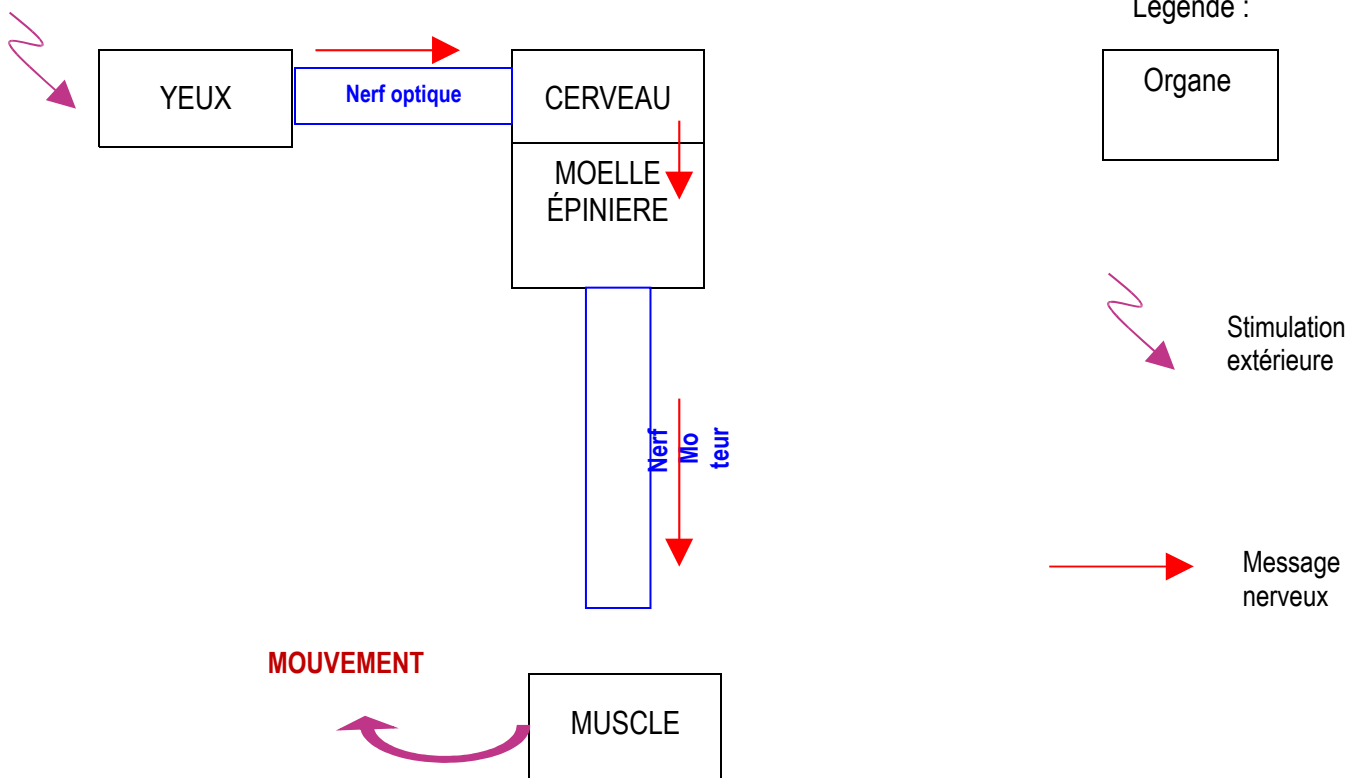 Légende :
YEUX
Nerf optique
CERVEAU
Organe
MOELLE
ÉPINIERE
Stimulation
extérieure
Nerf
Mo
teur
Message
nerveux
MOUVEMENT
MUSCLE